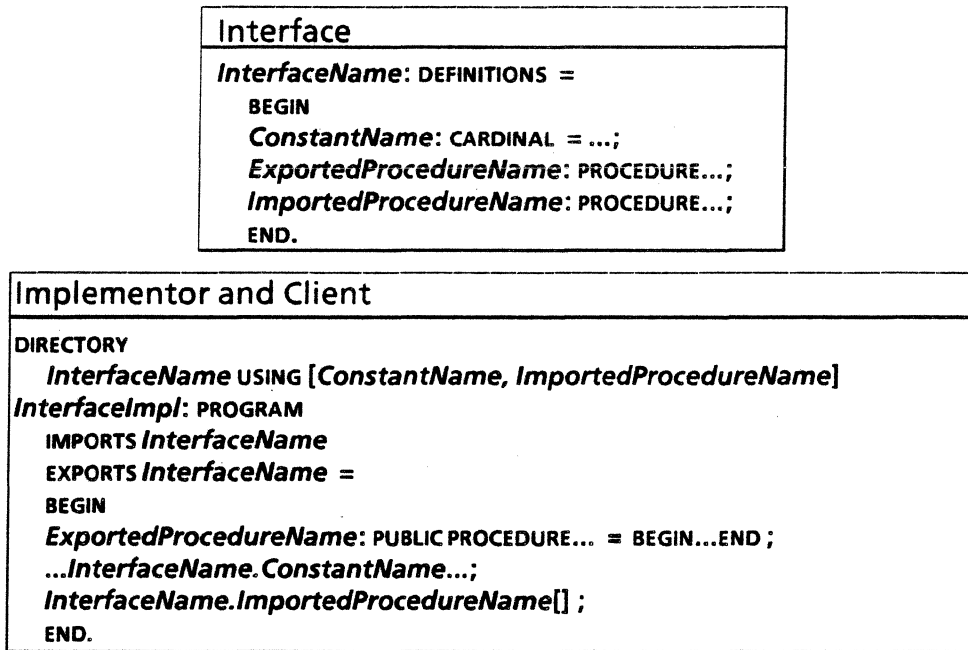 Interface
InterfaceName: DEFINITIONS =
BEGIN
ConstantName: CARDINAL = ...;
ExportedProcedureName: PROCEDURE...;
ImportedProcedureName: PROCEDURE...;
END.
Implementor and Client
DIRECTORY
InterfaceName USING [ConstantName, ImportedProcedureName]
InterfaceImpl: PROGRAM
IMPORTS InterfaceName
EXPORTS InterfaceName =
BEGIN
ExportedProcedureName: PUBLIC PROCEDURE... = BEGIN...END ;
...InterfaceName.ConstantName...;
InterfaceName.ImportedProcedureName[] ;
END.